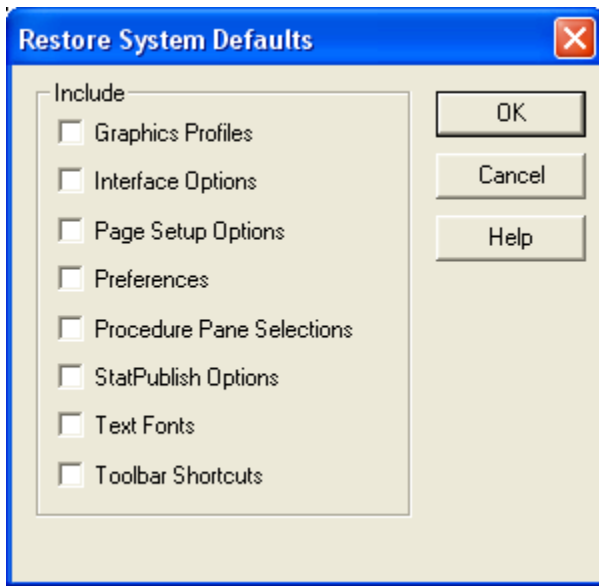 Restore System Defaults
Include
Graphics Profiles
Interface Options
Page Setup Options
Preferences
Procedure Pane Selections
StatPublish Options
Text Fonts
Toolbar Shortcuts
OK
Cancel
Help